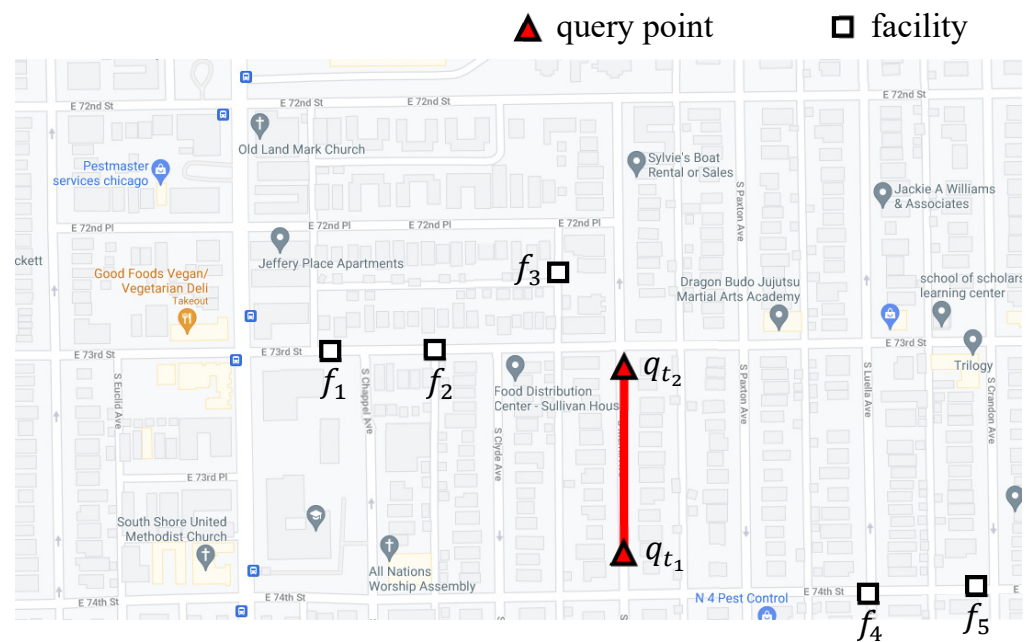 query point
facility
E 72nd St
E 72nd St
E 72nd St
Old Land Mark Church
Pestmaster
services chicago
Sylvie's Boat
Rental or Sales
S Paxton Ave
Jackie A Williams
& Associates
E 72nd Pl
E 72nd Pl
E 72nd Pl
ckett
Jeffery Place Apartments
f3
Good Foods Vegan/
Vegetarian Deli
Takeout
Dragon Budo Jujutsu
Martial Arts Academy
school of scholars
learning center
E 73rd St
E 73rd St
E 73rd St
f1
f2
qt2
Trilogy
Food Distribution
Center - Sullivan Hous
S Euclid Ave
S Chappel Ave
S Clyde Ave
S Paxton Ave
S Luella Ave
S Crandon Ave
E 73rd Pl
South Shore United
Methodist Church
All Nations
Worship Assembly
qt1
N 4 Pest Control
E 74th St
E 74th St
E 74th St
f4
f5